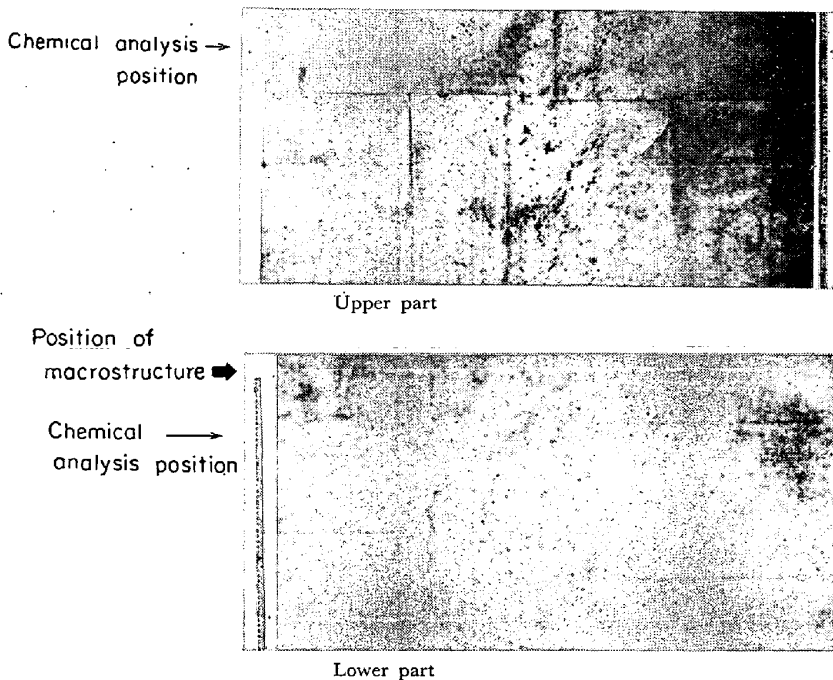 Chemical analysis →
position
Upper part
Position of
macrostructure
Chemical
analysis position
Lower part